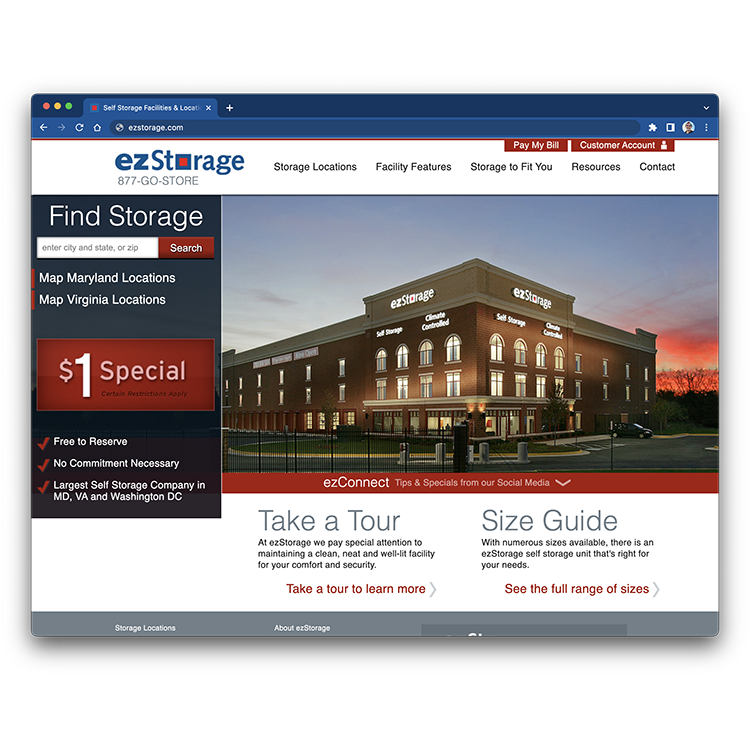 Self Storage Facilities & Locati
ezstorage.com
Pay My Bill
Customer Account
ezStorage
877-GO-STORE
Storage Locations
Facility Features
Storage to Fit You
Resources
Contact
Find Storage
enter city and state, or zip
Search
Map Maryland Locations
Map Virginia Locations
$1 Special
Certain Restrictions Apply
Free to Reserve
No Commitment Necessary
Largest Self Storage Company in
MD, VA and Washington DC
ezStorage
Self Storage
Climate
Controlled
ezStorage
Self Storage
Climate
Controlled
ezConnect Tips & Specials from our Social Media
Take a Tour
At ezStorage we pay special attention to
maintaining a clean, neat and well-lit facility
for your comfort and security.
Take a tour to learn more
Size Guide
With numerous sizes available, there is an
ezStorage self storage unit that's right for
your needs.
See the full range of sizes
Storage Locations
About ezStorage